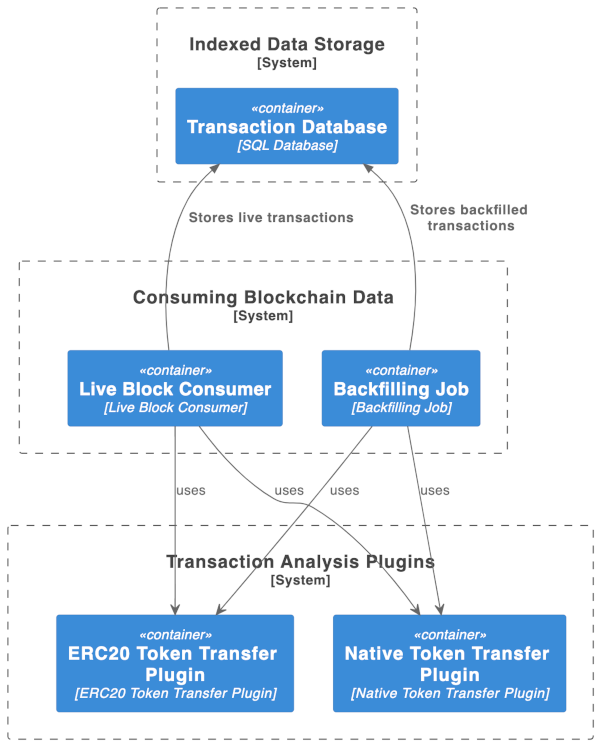 Indexed Data Storage
[System]
«container»
Transaction Database
[SQL Database]
Stores live transactions
Stores backfilled
transactions
Consuming Blockchain Data
[System]
«container»
Live Block Consumer
[Live Block Consumer]
«container»
Backfilling Job
[Backfilling Job]
uses
uses
uses
uses
Transaction Analysis Plugins
[System]
«container»
ERC20 Token Transfer
Plugin
[ERC20 Token Transfer Plugin]
«container»
Native Token Transfer
Plugin
[Native Token Transfer Plugin]